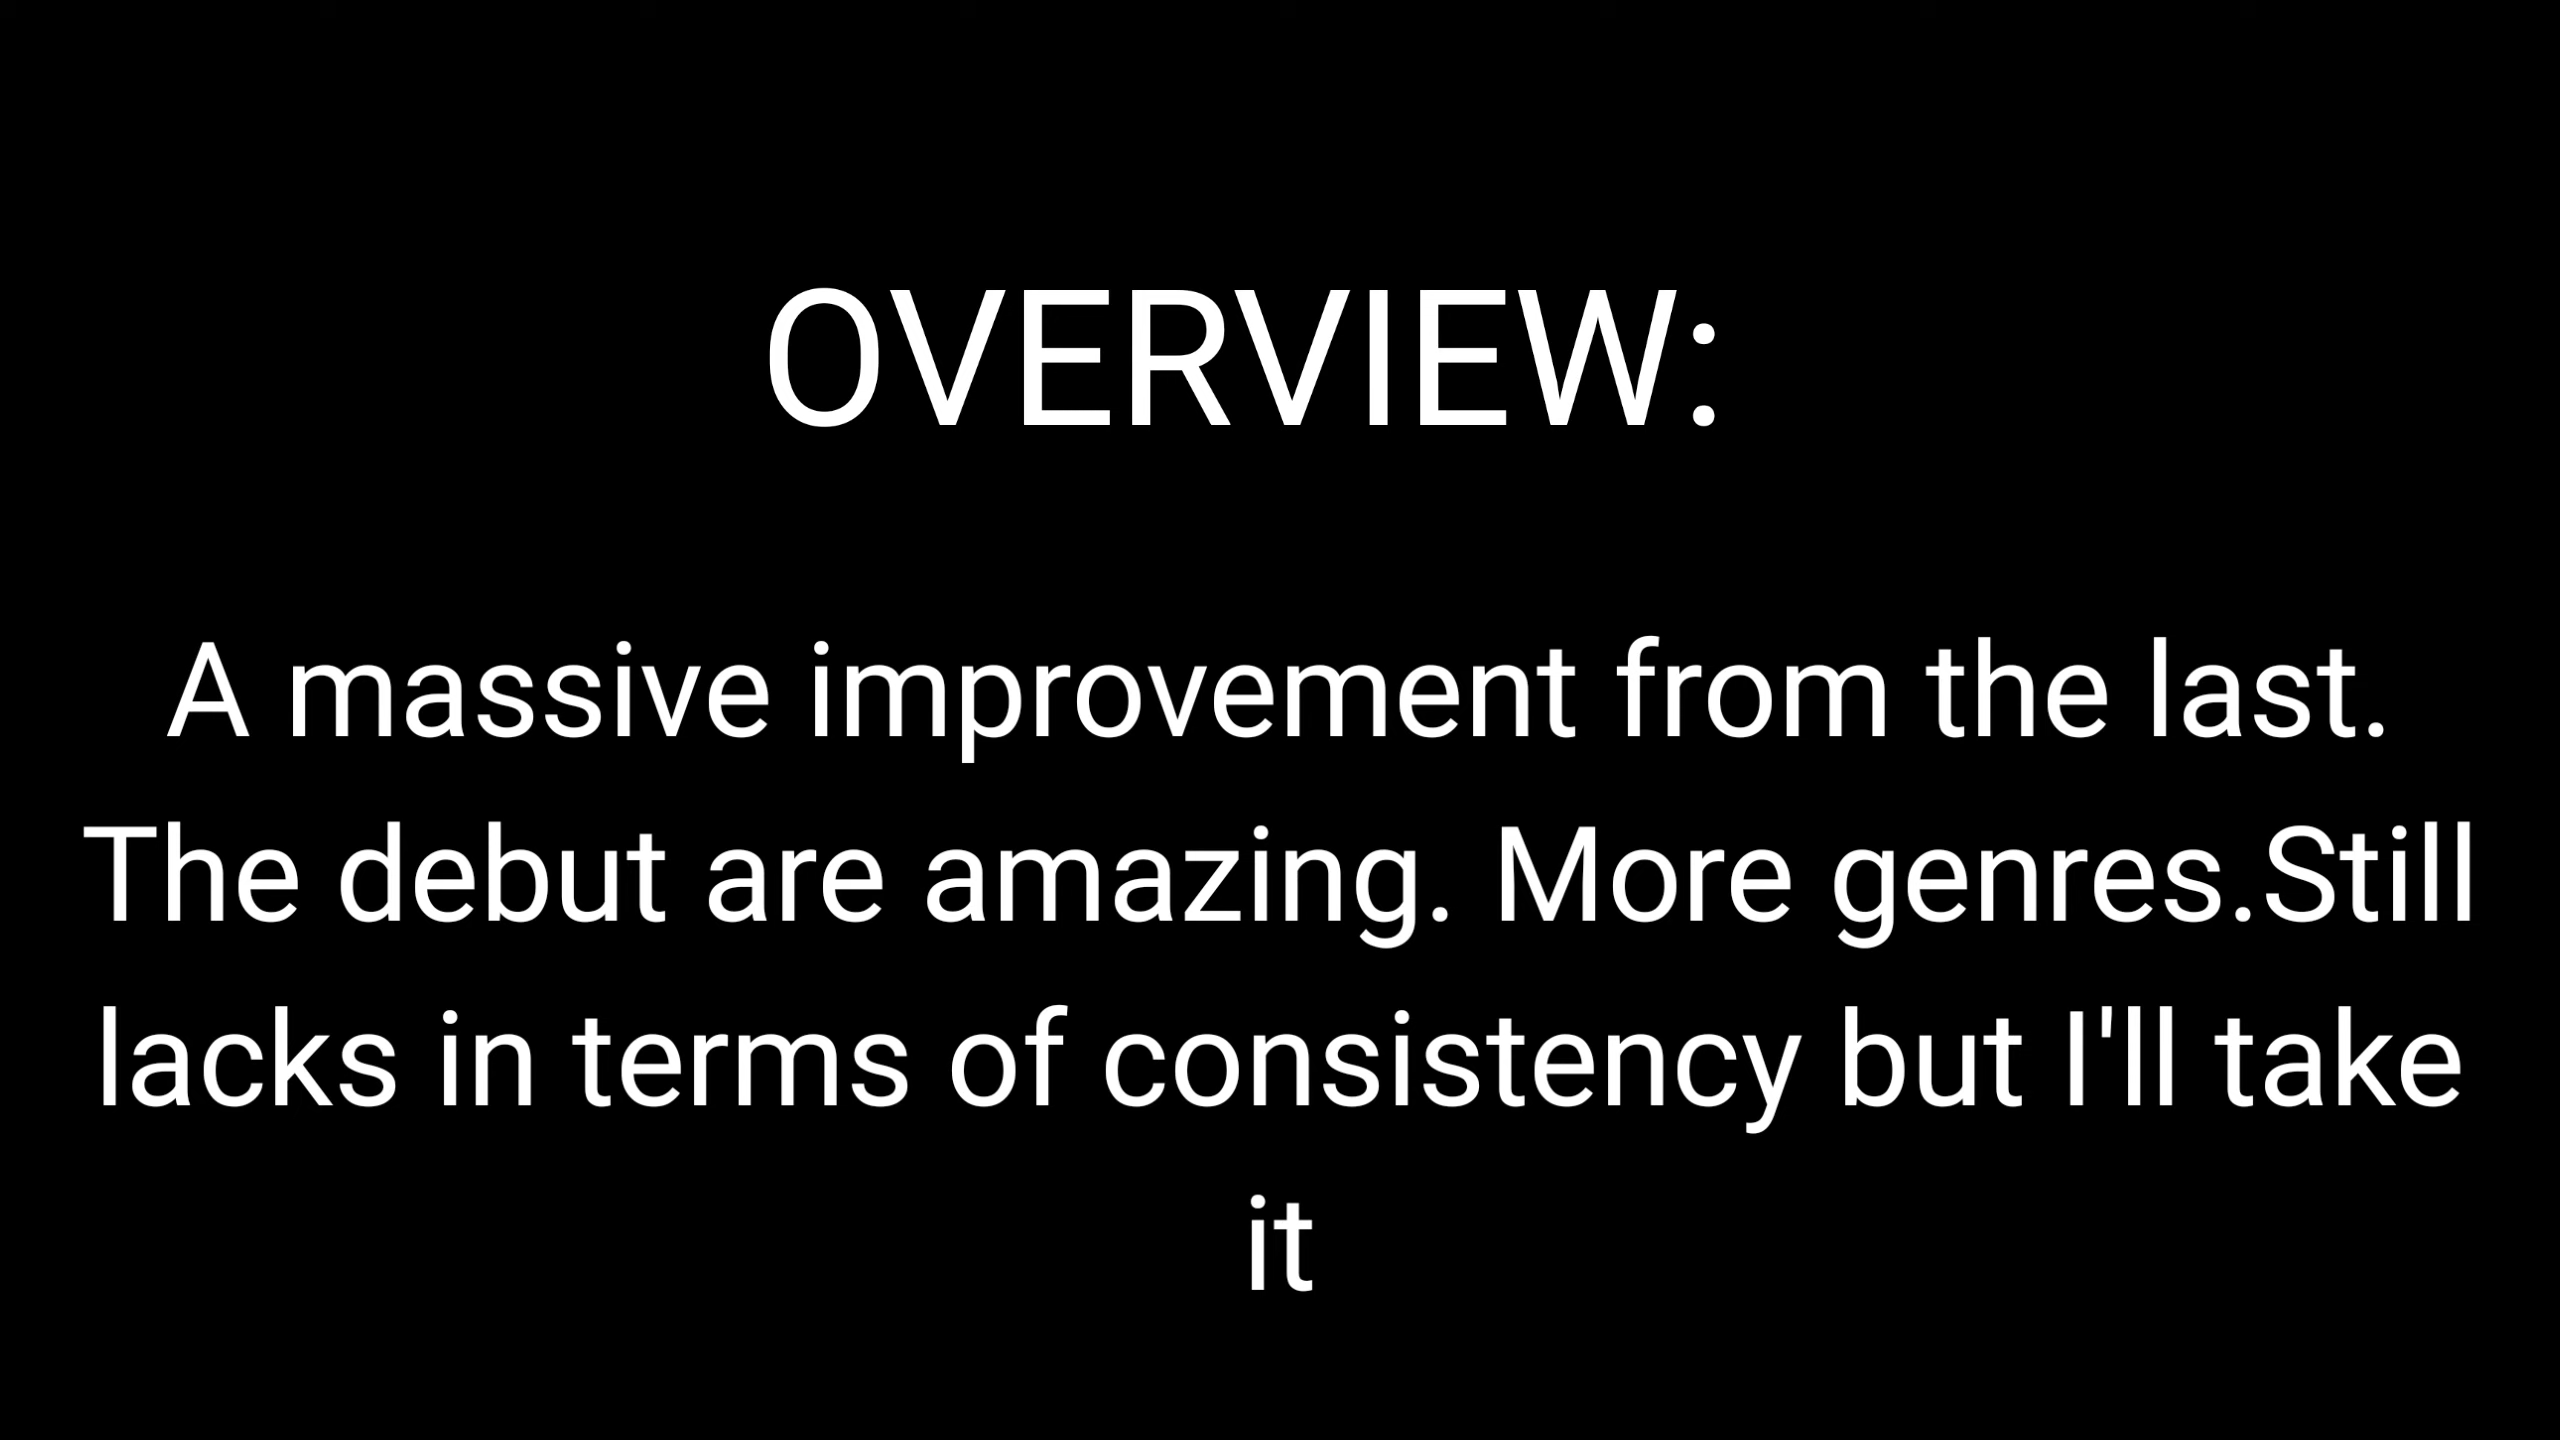 OVERVIEW:
A massive improvement from the last.
The debut are amazing. More genres.Still
lacks in terms of consistency but I'll take
it